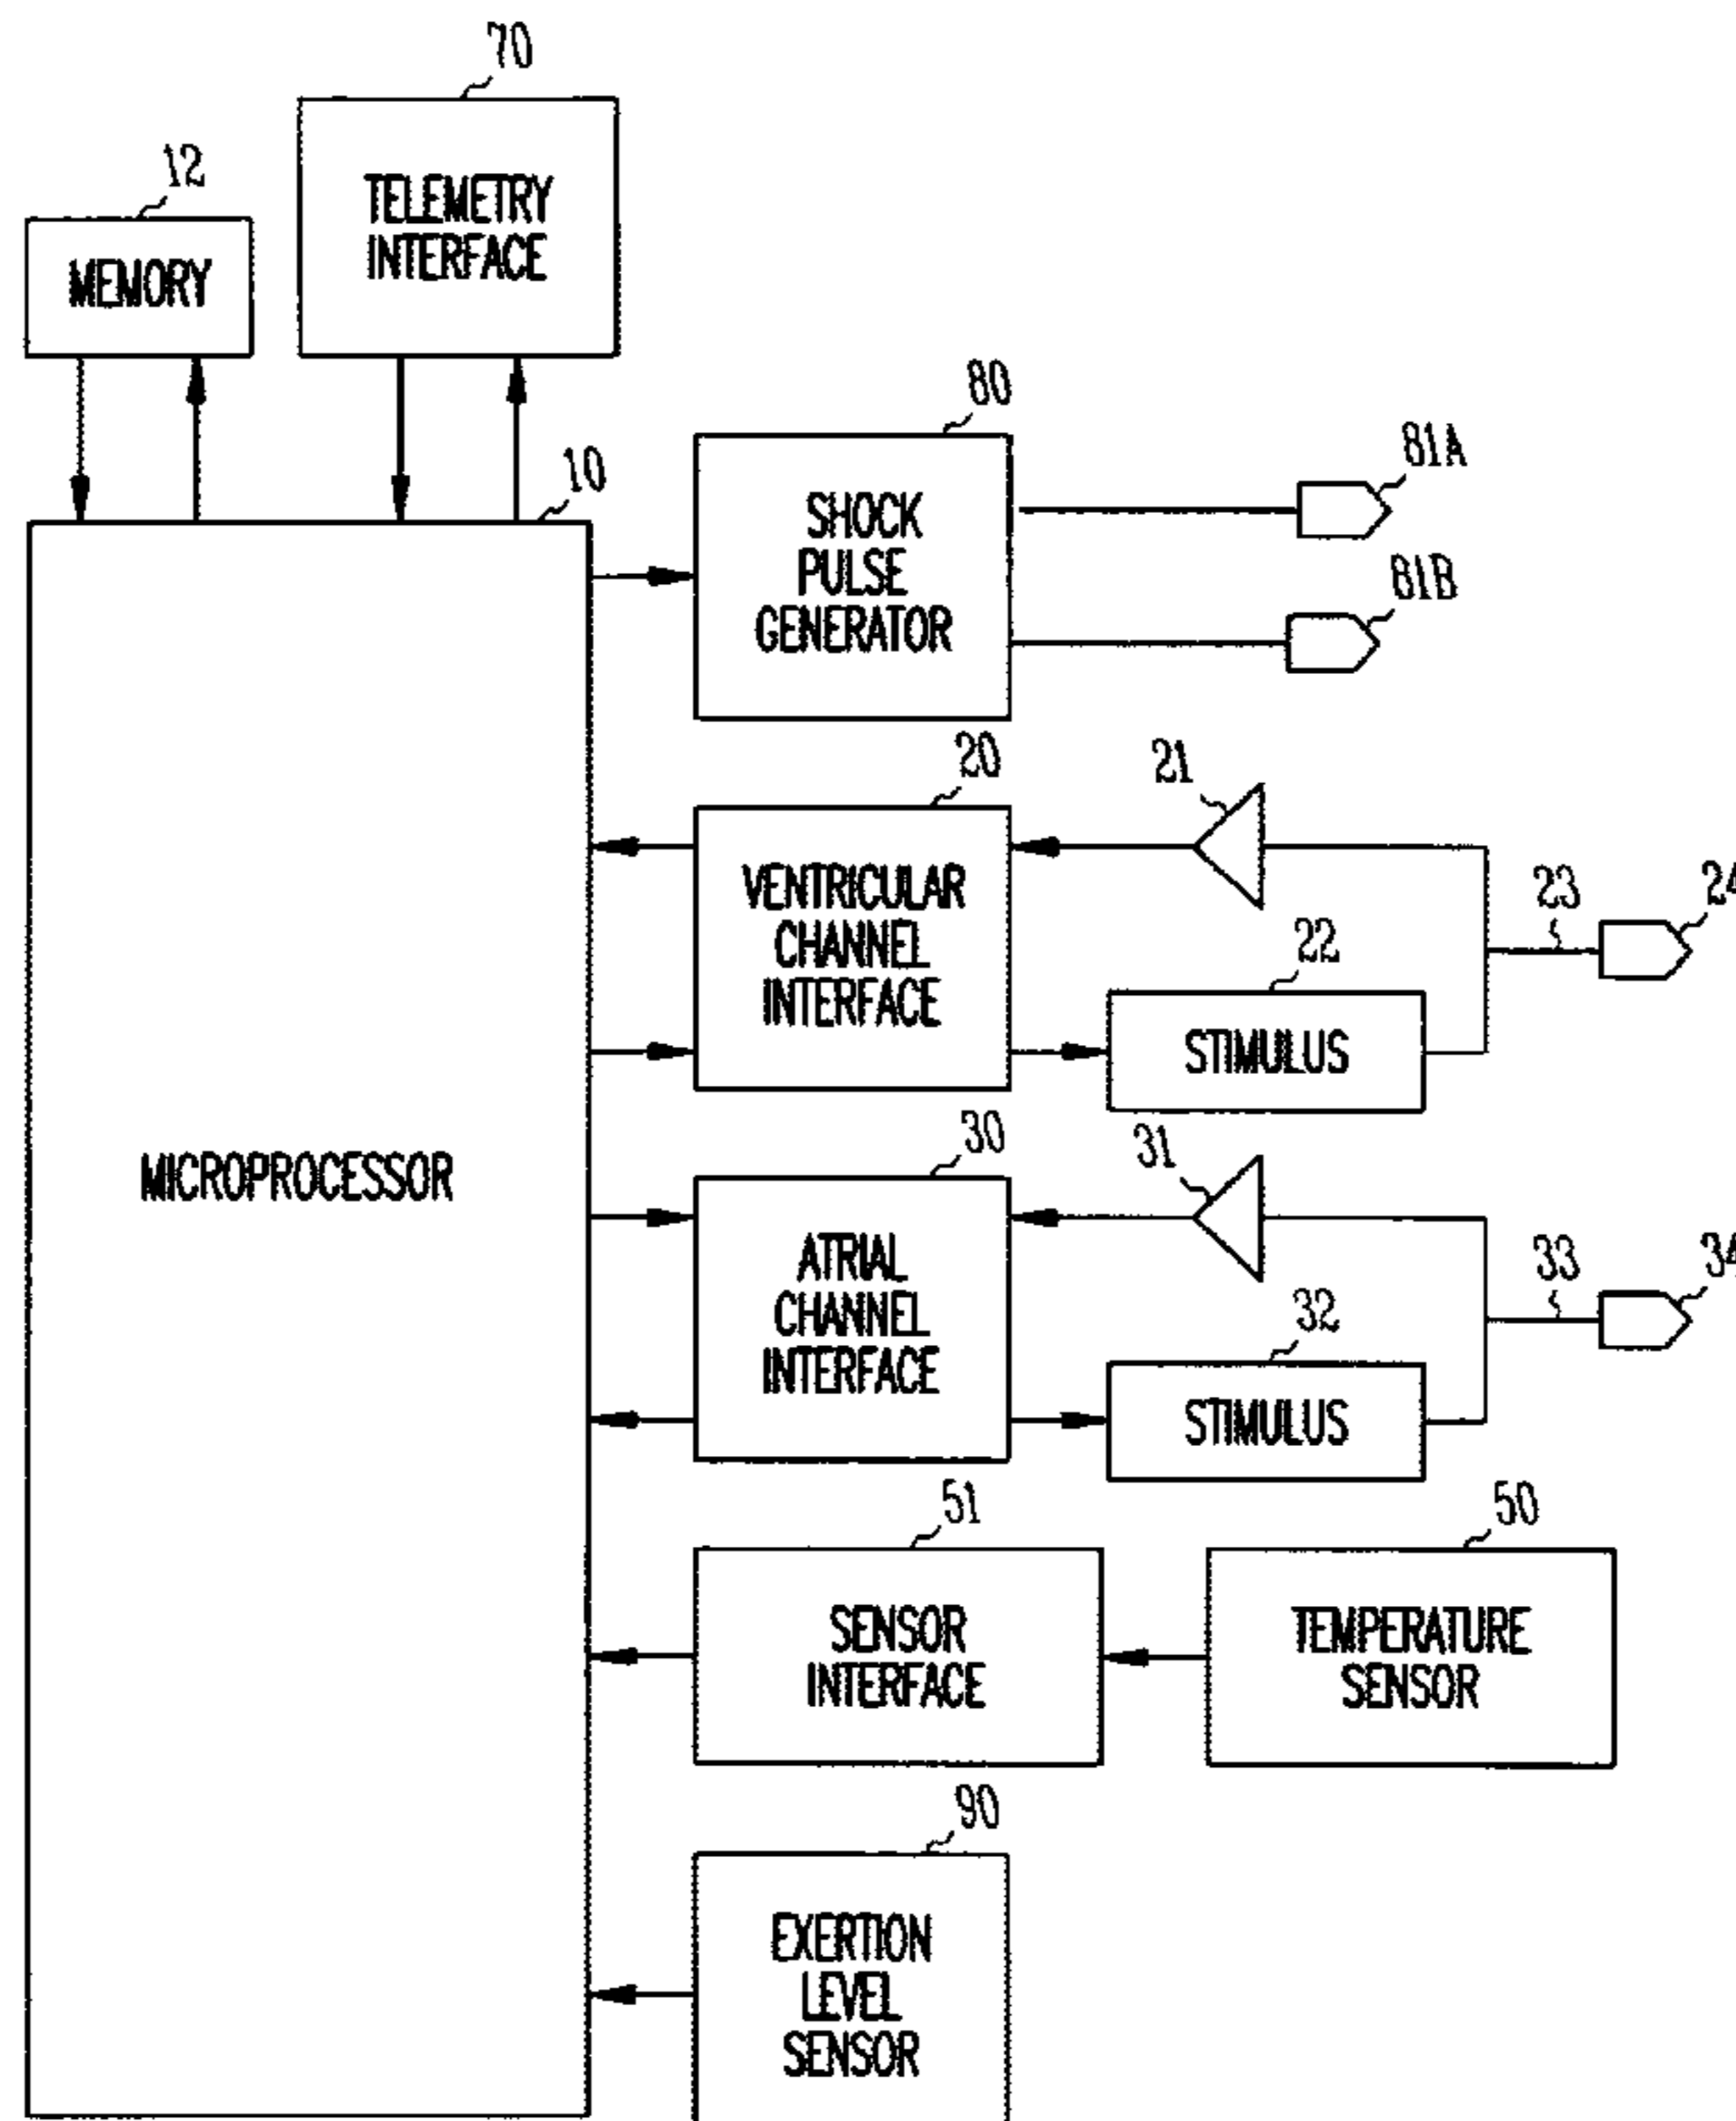 70
12
TELEMETRY
INTERFACE
MEMORY
80
10
81A
SHOCK
PULSE
GENERATOR
81B
20
21
VENTRICULAR
CHANNEL
INTERFACE
23
24
22
STIMULUS
MICROPROCESSOR
30
31
ATRIAL
CHANNEL
INTERFACE
33
34
32
STIMULUS
51
50
SENSOR
INTERFACE
TEMPERATURE
SENSOR
90
EXERTION
LEVEL
SENSOR